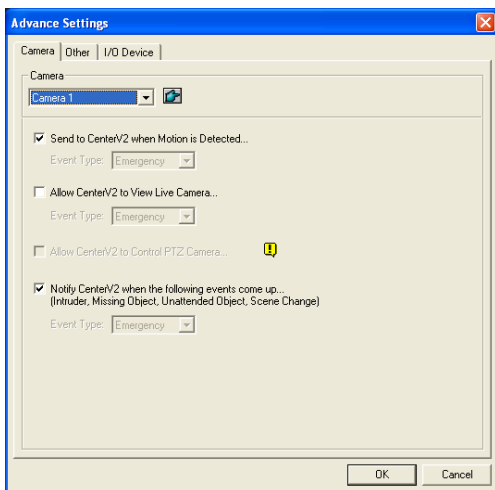 Advance Settings
Camera Other I/O Device
Camera
Camera 1
Send to CenterV2 when Motion is Detected...
Event Type: Emergency
Allow CenterV2 to View Live Camera...
Event Type: Emergency
Allow CenterV2 to Control PTZ Camera...
Notify CenterV2 when the following events come up...
(Intruder, Missing Object, Unattended Object, Scene Change)
Event Type: Emergency
OK Cancel